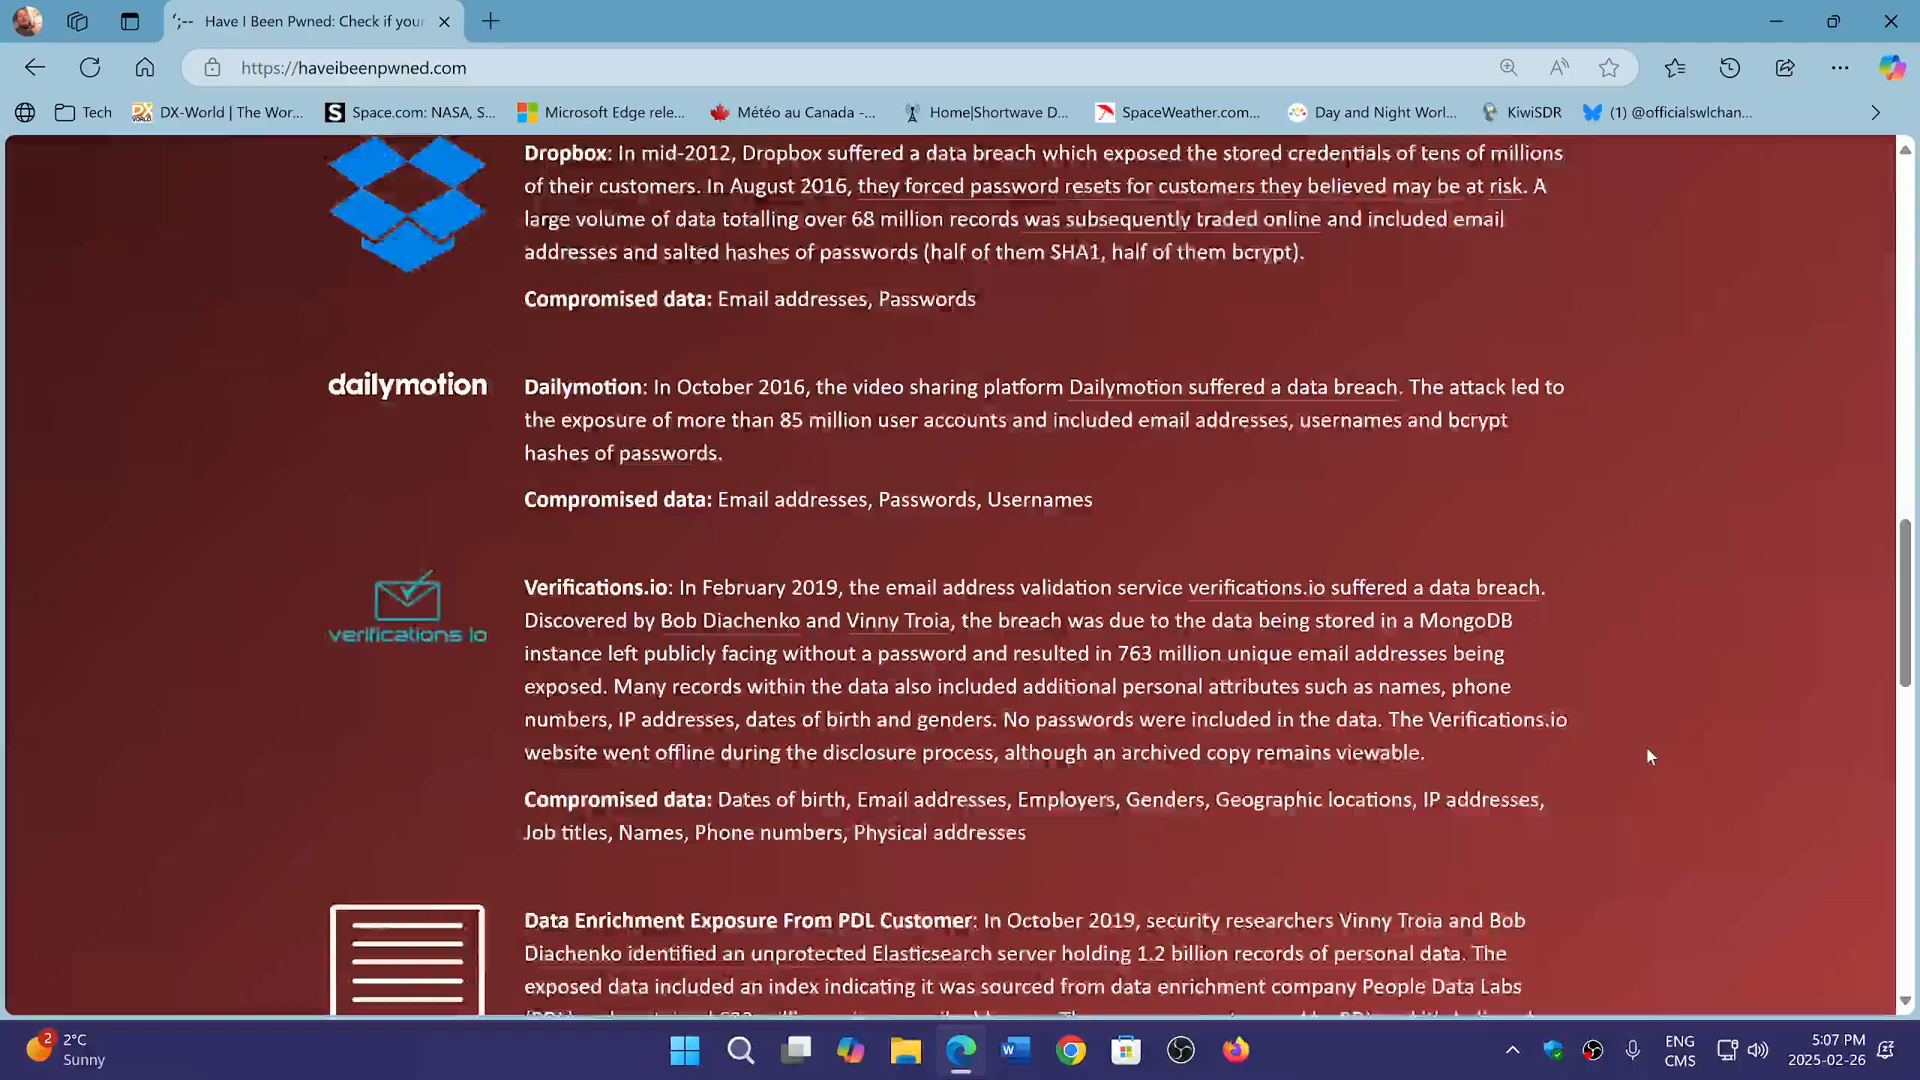 ';-- Have I Been Pwned: Check if your
https://haveibeenpwned.com
Tech
DX-World | The Wor...
Space.com: NASA, S...
Microsoft Edge rele...
Météo au Canada -...
Home|Shortwave D...
SpaceWeather.com...
Day and Night Worl...
KiwiSDR
(1) @officialswlchan...
Dropbox: In mid-2012, Dropbox suffered a data breach which exposed the stored credentials of tens of millions
of their customers. In August 2016, they forced password resets for customers they believed may be at risk. A
large volume of data totalling over 68 million records was subsequently traded online and included email
addresses and salted hashes of passwords (half of them SHA1, half of them bcrypt).
Compromised data: Email addresses, Passwords
dailymotion
Dailymotion: In October 2016, the video sharing platform Dailymotion suffered a data breach. The attack led to
the exposure of more than 85 million user accounts and included email addresses, usernames and bcrypt
hashes of passwords.
Compromised data: Email addresses, Passwords, Usernames
verifications io
Verifications.io: In February 2019, the email address validation service verifications.io suffered a data breach.
Discovered by Bob Diachenko and Vinny Troia, the breach was due to the data being stored in a MongoDB
instance left publicly facing without a password and resulted in 763 million unique email addresses being
exposed. Many records within the data also included additional personal attributes such as names, phone
numbers, IP addresses, dates of birth and genders. No passwords were included in the data. The Verifications.io
website went offline during the disclosure process, although an archived copy remains viewable.
Compromised data: Dates of birth, Email addresses, Employers, Genders, Geographic locations, IP addresses,
Job titles, Names, Phone numbers, Physical addresses
Data Enrichment Exposure From PDL Customer: In October 2019, security researchers Vinny Troia and Bob
Diachenko identified an unprotected Elasticsearch server holding 1.2 billion records of personal data. The
exposed data included an index indicating it was sourced from data enrichment company People Data Labs
2
2°C
Sunny
ENG
CMS
5:07 PM
2025-02-26